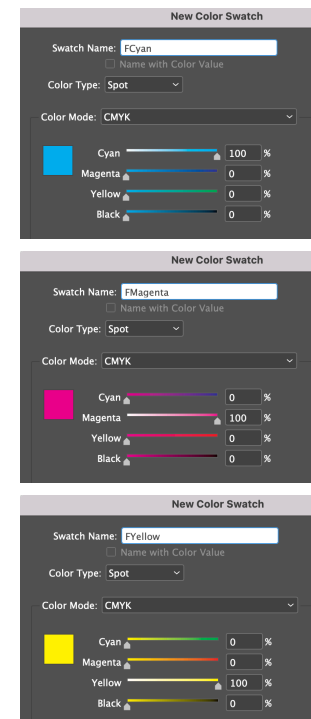 New Color Swatch
Swatch Name: FCyan
Name with Color Value
Color Type: Spot
Color Mode: CMYK
Cyan 100 %
Magenta 0 %
Yellow 0 %
Black 0 %
New Color Swatch
Swatch Name: FMagenta
Name with Color Value
Color Type: Spot
Color Mode: CMYK
Cyan 0 %
Magenta 100 %
Yellow 0 %
Black 0 %
New Color Swatch
Swatch Name: FYellow
Name with Color Value
Color Type: Spot
Color Mode: CMYK
Cyan 0 %
Magenta 0 %
Yellow 100 %
Black 0 %